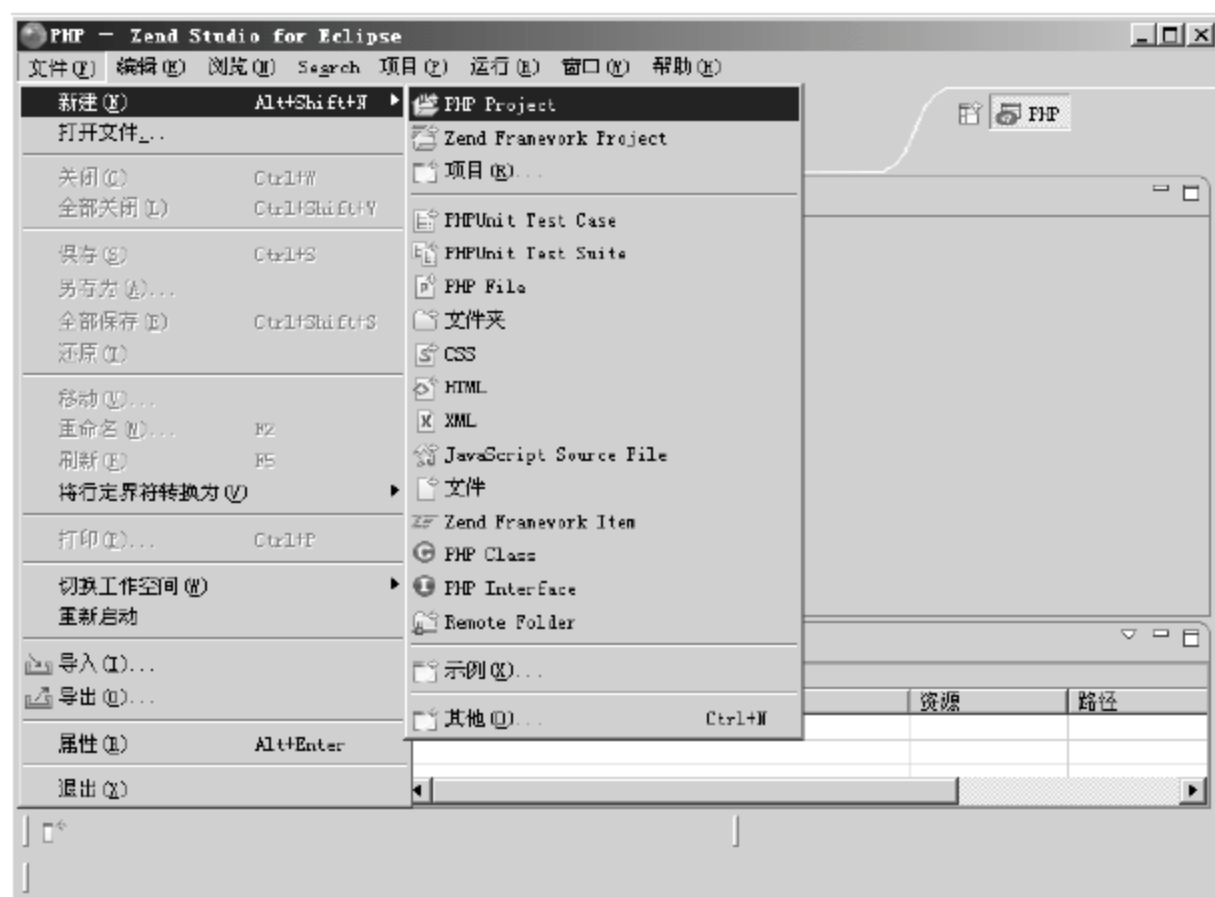 PHP - Zend Studio for Eclipse
文件(F) 编辑(E) 浏览(N) Search 项目(P) 运行(R) 窗口(W) 帮助(H)
新建(N) Alt+Shift+N
打开文件...
关闭(C) Ctrl+W
全部关闭(L) Ctrl+Shift+W
保存(S) Ctrl+S
另存为(A)...
全部保存(E) Ctrl+Shift+S
还原(T)
移动(V)...
重命名(M)... F2
刷新(F) F5
将行定界符转换为(V)
打印(P)... Ctrl+P
切换工作空间(W)
重新启动
导入(I)...
导出(O)...
属性(R) Alt+Enter
退出(X)
PHP Project
Zend Framework Project
项目(R)...
PHPUnit Test Case
PHPUnit Test Suite
PHP File
文件夹
CSS
HTML
XML
JavaScript Source File
文件
Zend Framework Item
PHP Class
PHP Interface
Remote Folder
示例(X)...
其他(O)... Ctrl+N
PHP
资源 路径